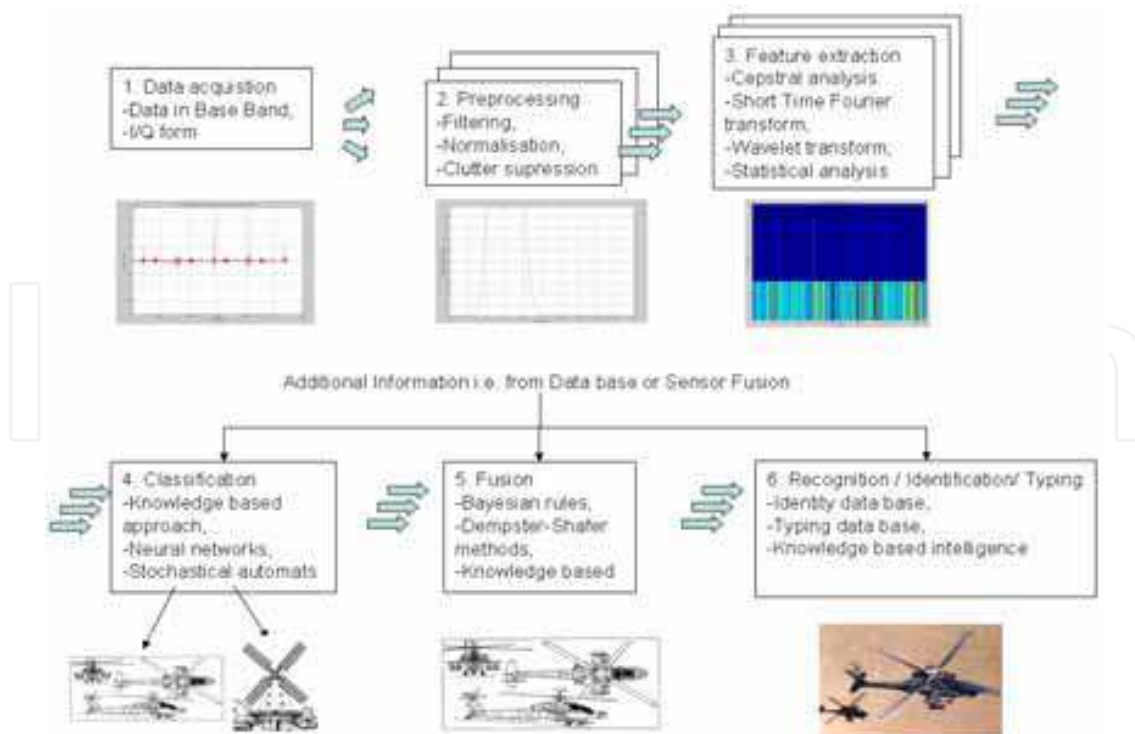 1. Data acquistion
-Data in Base Band,
-I/Q form
2. Preprocessing
-Filtering,
-Normalisation,
-Clutter supression
3. Feature extraction
-Cepstral analysis
-Short Time Fourier
transform,
-Wavelet transform,
-Statistical analysis
Additional Information i.e. from Data base or Sensor Fusion
4. Classification
-Knowledge based
approach,
-Neural networks,
-Stochastical automats
5. Fusion
-Bayesian rules,
-Dempster-Shafer
methods,
-Knowledge based
6. Recognition / Identification/ Typing
-Identity data base,
-Typing data base,
-Knowledge based intelligence